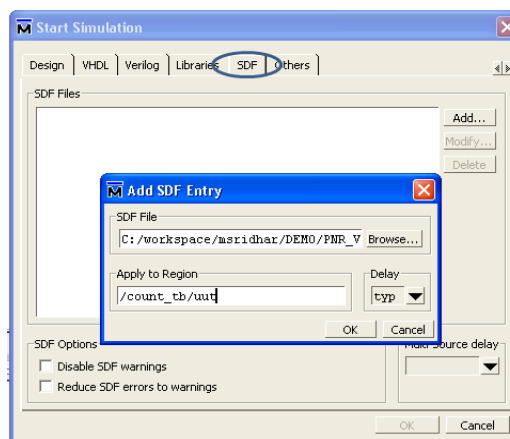 Start Simulation
Design VHDL Verilog Libraries SDF Others
SDF Files
Add...
Modify...
Delete
Add SDF Entry
SDF File
C:/workspace/msridhar/DEMO/PNR_V Browse...
Apply to Region Delay
/count_tb/uut typ
OK Cancel
SDF Options Source delay
Disable SDF warnings
Reduce SDF errors to warnings
OK Cancel